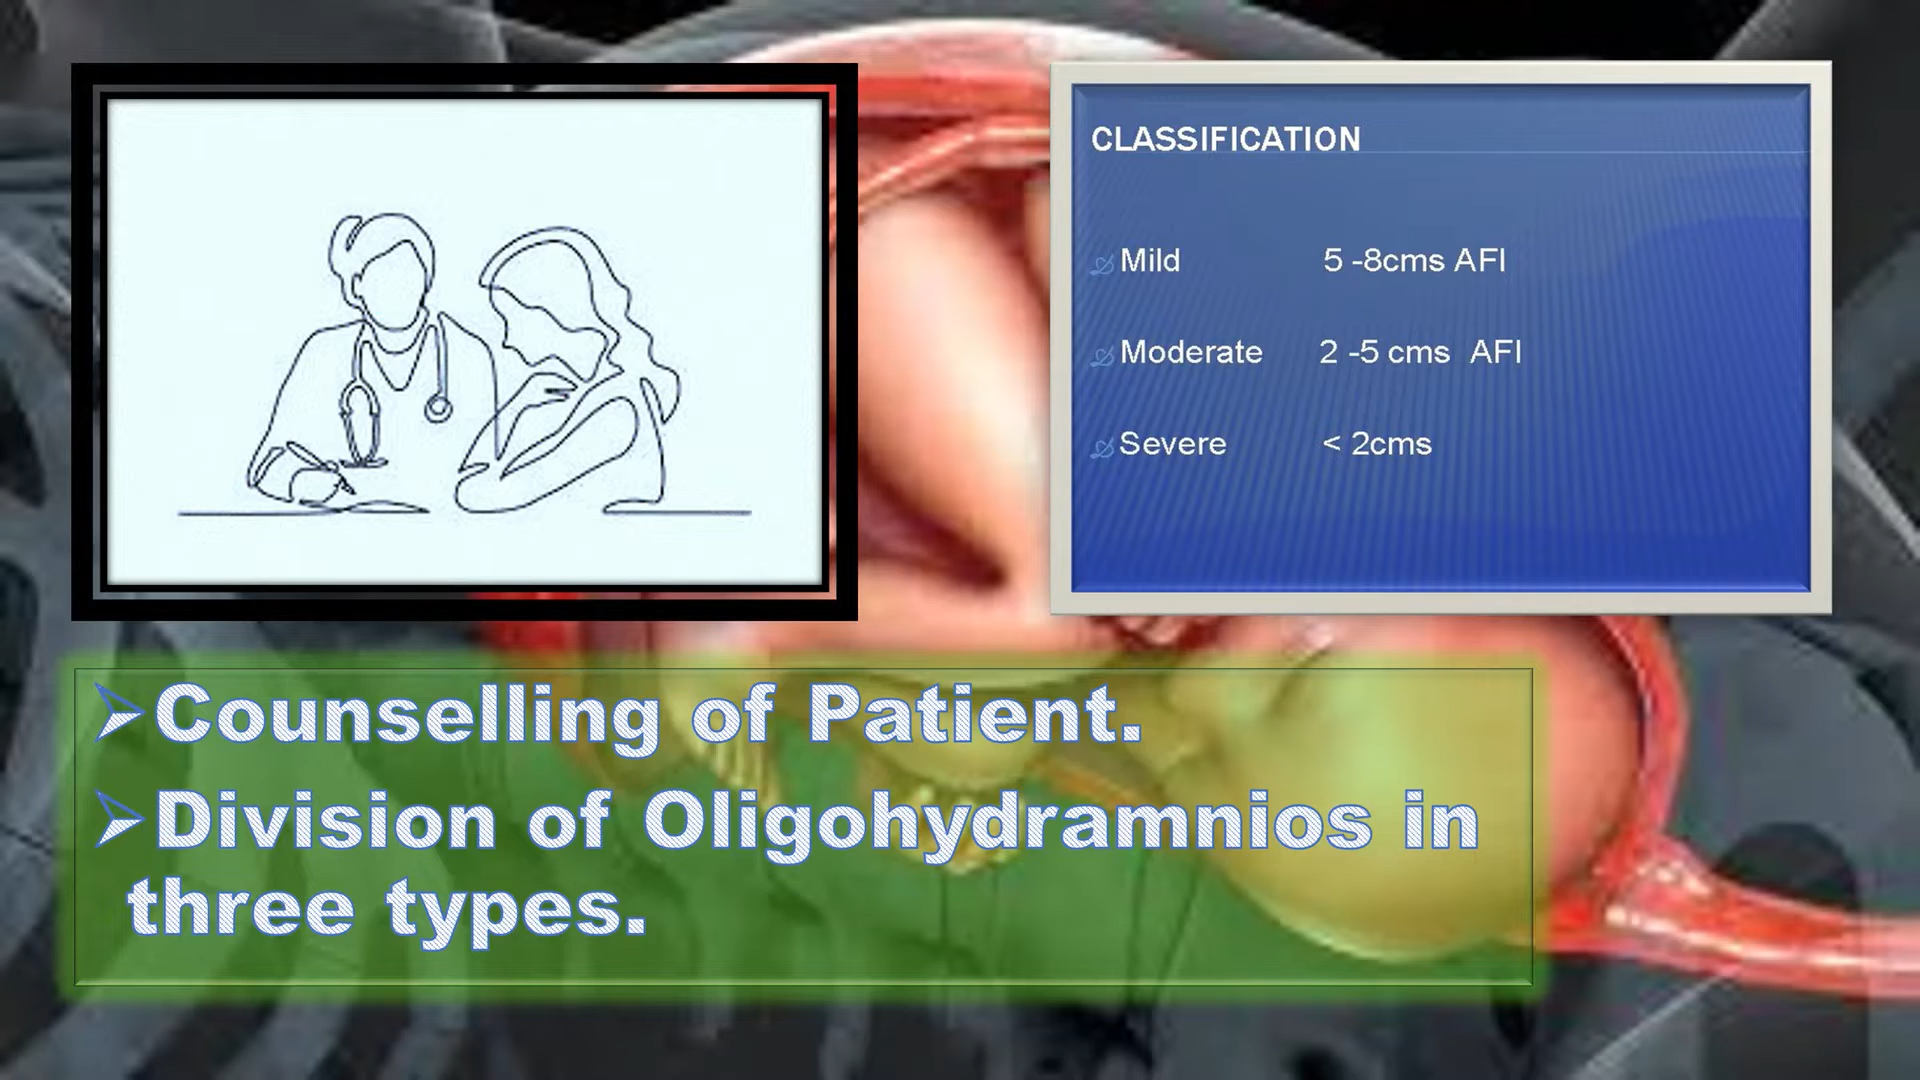 CLASSIFICATION
Mild 5 -8cms AFI
Moderate 2 -5 cms AFI
Severe < 2cms
Counselling of Patient.
Division of Oligohydramnios in
three types.